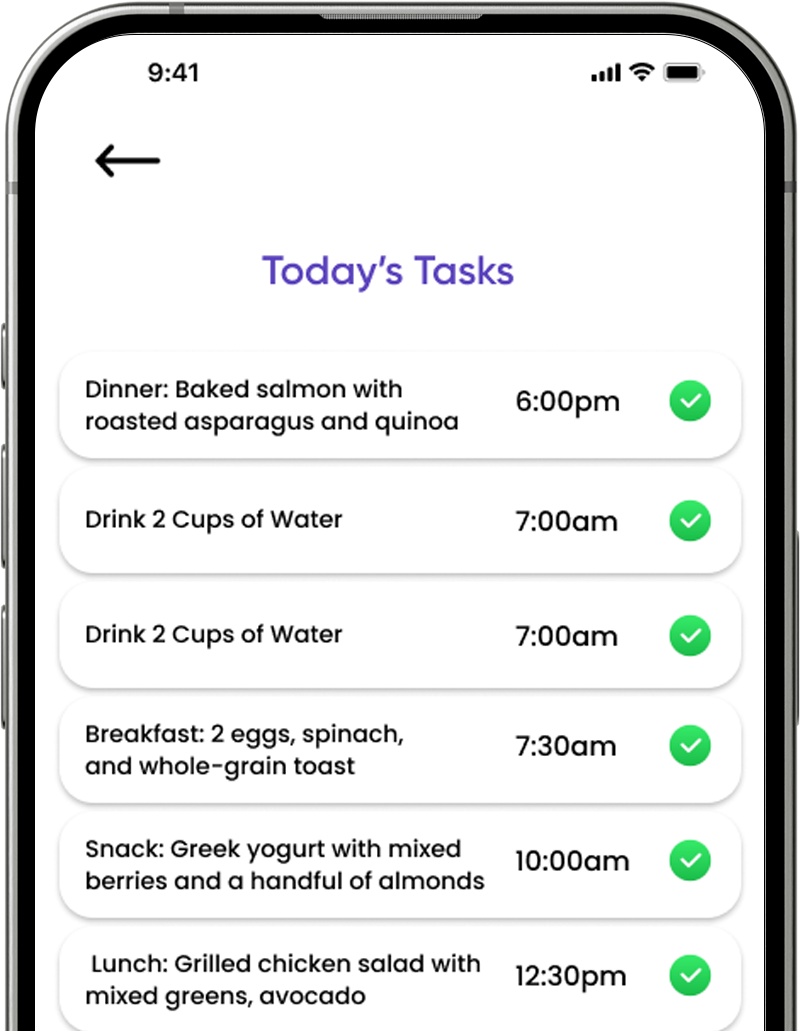 9:41
Today's Tasks
Dinner: Baked salmon with
roasted asparagus and quinoa
6:00pm
Drink 2 Cups of Water
7:00am
Drink 2 Cups of Water
7:00am
Breakfast: 2 eggs, spinach,
and whole-grain toast
7:30am
Snack: Greek yogurt with mixed
berries and a handful of almonds
10:00am
Lunch: Grilled chicken salad with
mixed greens, avocado
12:30pm